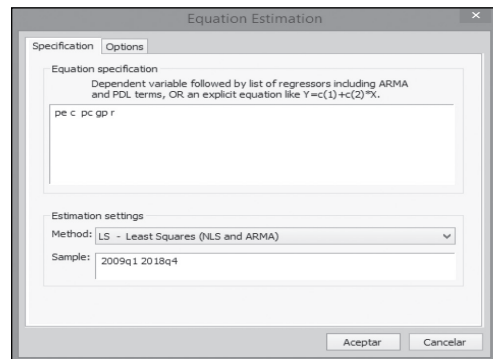 Equation Estimation
Specification Options
Equation specification
Dependent variable followed by list of regressors including ARMA
and PDL terms, OR an explicit equation like Y=c(1)+c(2)*X.
pe c pc gp r
Estimation settings
Method: LS - Least Squares (NLS and ARMA)
Sample: 2009q1 2018q4
Aceptar Cancelar